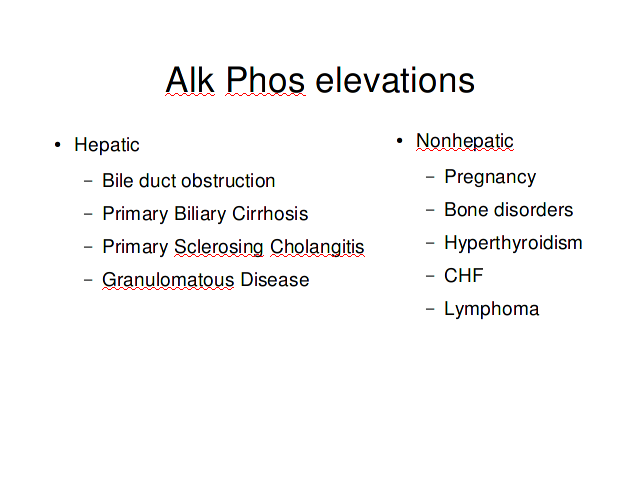 Alk Phos elevations
• Hepatic
– Bile duct obstruction
– Primary Biliary Cirrhosis
– Primary Sclerosing Cholangitis
– Granulomatous Disease
• Nonhepatic
– Pregnancy
– Bone disorders
– Hyperthyroidism
– CHF
– Lymphoma